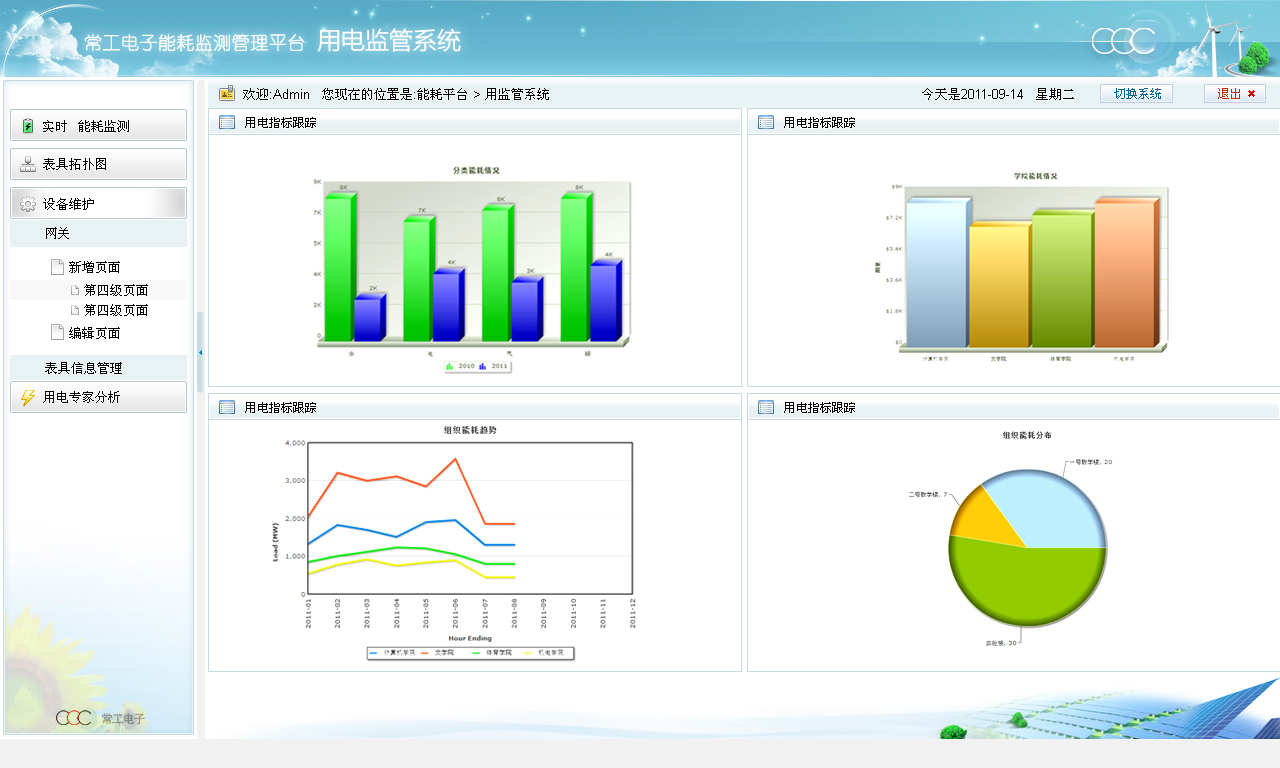 常工电子能耗监测管理平台 用电监管系统
欢迎:Admin 您现在的位置是:能耗平台 > 用监管系统
今天是2011-09-14 星期二
切换系统
退出
实时 能耗监测
表具拓扑图
设备维护
网关
新增页面
第四级页面
第四级页面
编辑页面
表具信息管理
用电专家分析
常工电子
用电指标跟踪
分类能耗情况
9K
7K
5K
4K
2K
0
8K
2K
7K
4K
8K
3K
8K
4K
水
电
气
2010 2011
用电指标跟踪
学院能耗情况
$9K
$7.2K
$5.4K
$3.6K
$1.8K
$0
计算机学院
文学院
体育学院
机电学院
用电指标跟踪
组织能耗趋势
4,000
3,000
2,000
1,000
0
Load (MW)
2011-01
2011-02
2011-03
2011-04
2011-05
2011-06
2011-07
2011-08
2011-09
2011-10
2011-11
2011-12
Hour Ending
计算机学院 文学院 体育学院 机电学院
用电指标跟踪
组织能耗分布
一号教学楼, 20
二号教学楼, 7
实验楼, 30